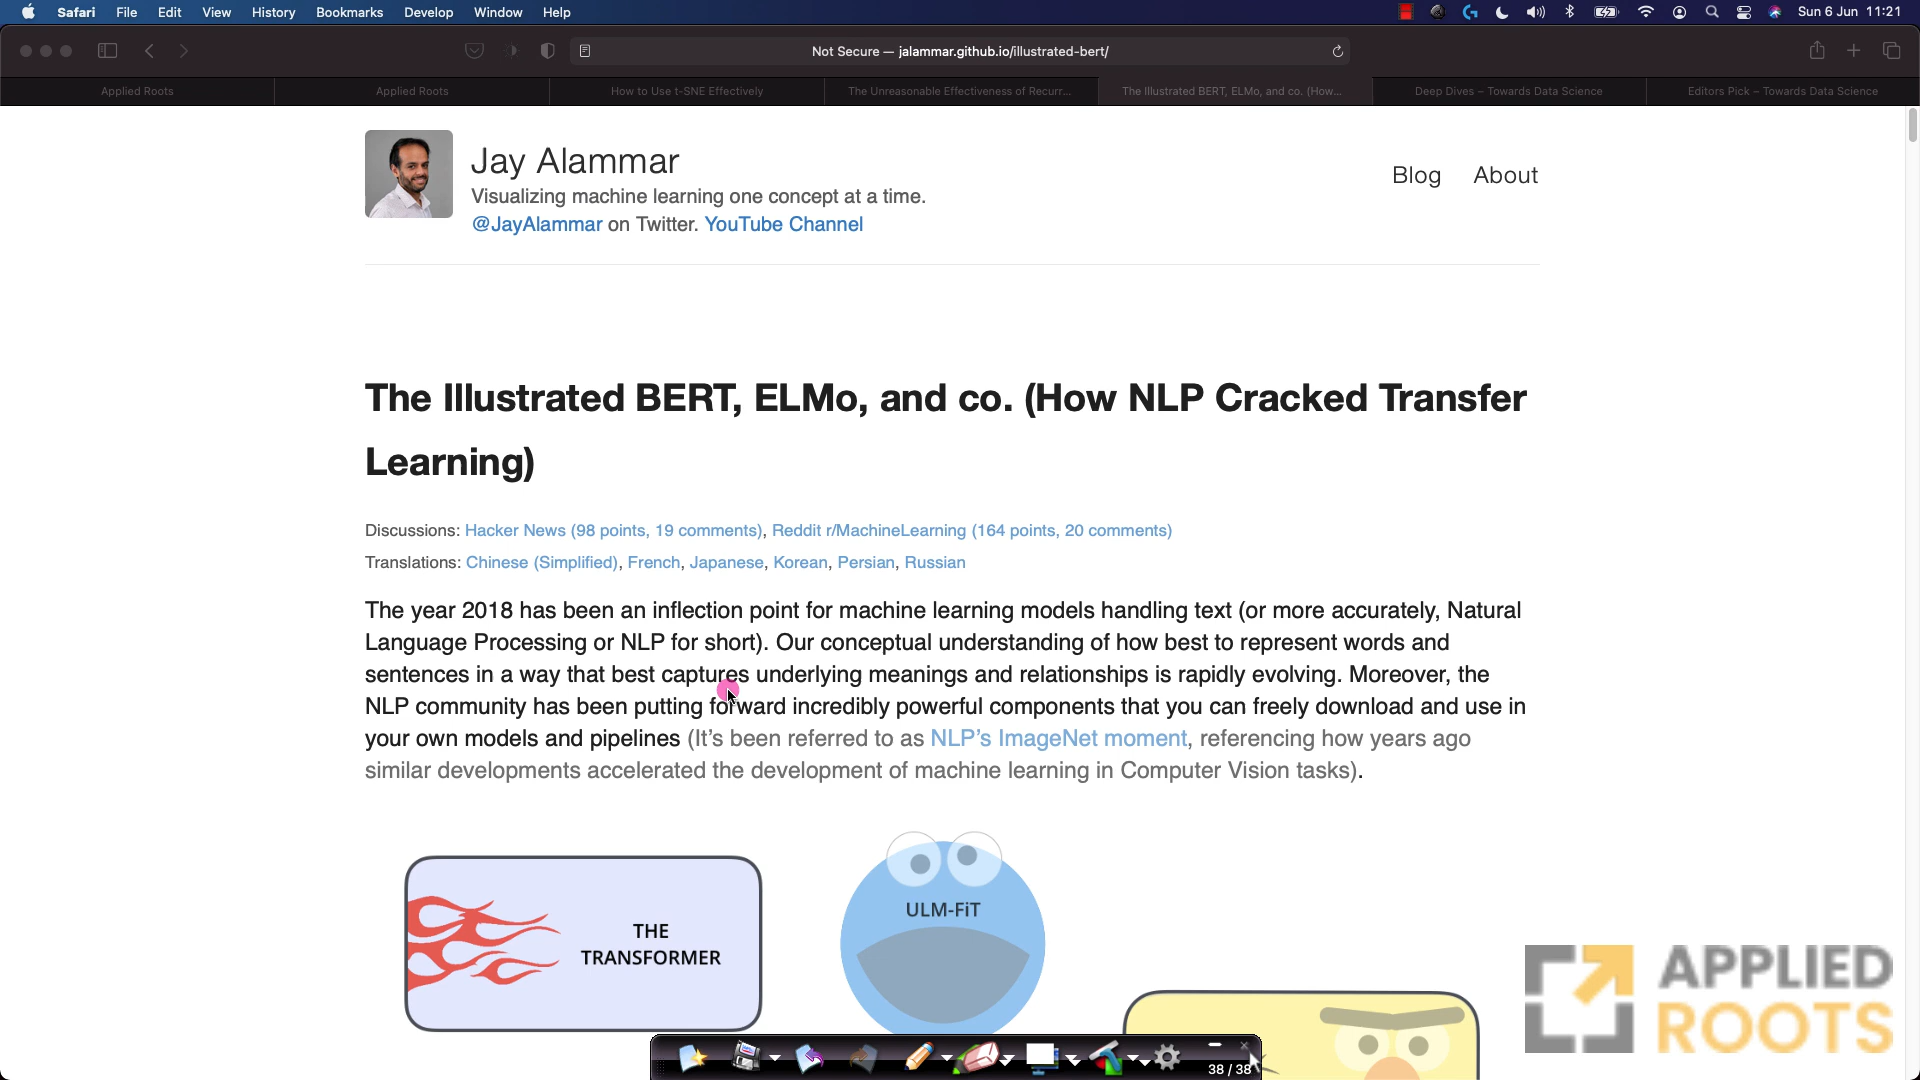 Safari File Edit View History Bookmarks Develop Window Help Sun 6 Jun 11:21
Not Secure — jalammar.github.io/illustrated-bert/
Applied Roots Applied Roots How to Use t-SNE Effectively The Unreasonable Effectiveness of Recurr... The Illustrated BERT, ELMo, and co. (How... Deep Dives – Towards Data Science Editors Pick – Towards Data Science
Jay Alammar
Visualizing machine learning one concept at a time.
@JayAlammar on Twitter. YouTube Channel
Blog About
The Illustrated BERT, ELMo, and co. (How NLP Cracked Transfer
Learning)
Discussions: Hacker News (98 points, 19 comments), Reddit r/MachineLearning (164 points, 20 comments)
Translations: Chinese (Simplified), French, Japanese, Korean, Persian, Russian
The year 2018 has been an inflection point for machine learning models handling text (or more accurately, Natural
Language Processing or NLP for short). Our conceptual understanding of how best to represent words and
sentences in a way that best captures underlying meanings and relationships is rapidly evolving. Moreover, the
NLP community has been putting forward incredibly powerful components that you can freely download and use in
your own models and pipelines (It’s been referred to as NLP’s ImageNet moment, referencing how years ago
similar developments accelerated the development of machine learning in Computer Vision tasks).
THE
TRANSFORMER
ULM-FiT
APPLIED
ROOTS
38 / 38